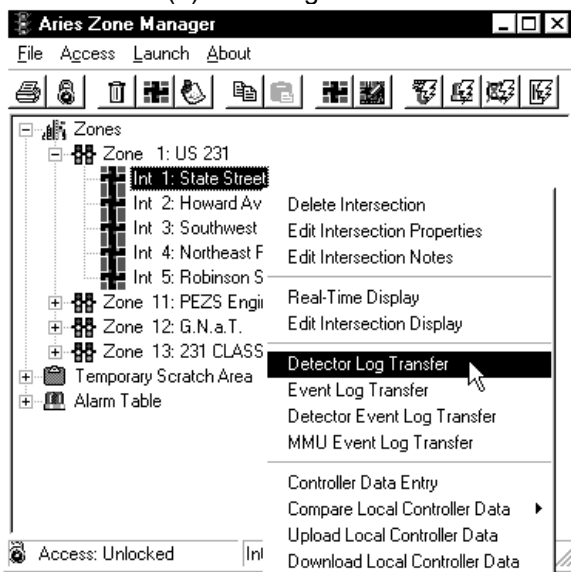 Aries Zone Manager
File Access Launch About
Zones
Zone 1: US 231
Int 1: State Street
Int 2: Howard Av
Int 3: Southwest
Int 4: Northeast F
Int 5: Robinson S
Zone 11: PEZS Engi
Zone 12: G.N.a.T.
Zone 13: 231 CLASS
Temporary Scratch Area
Alarm Table
Delete Intersection
Edit Intersection Properties
Edit Intersection Notes
Real-Time Display
Edit Intersection Display
Detector Log Transfer
Event Log Transfer
Detector Event Log Transfer
MMU Event Log Transfer
Controller Data Entry
Compare Local Controller Data
Upload Local Controller Data
Download Local Controller Data
Access: Unlocked